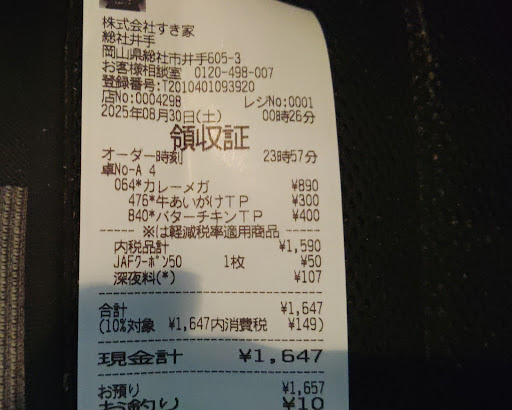 株式会社すき家
総社井手
岡山県総社市井手605-3
お客様相談室 0120-498-007
登録番号:T2010401093920
店No:0004298 レジNo:0001
2025年08月30日(土) 00時26分
領収証
オーダー時刻 23時57分
卓No-A 4
064*カレーメガ ¥890
476*牛あいがけTP ¥300
840*バターチキンTP ¥400
----- ※は軽減税率適用商品 -----
内税品計 ¥1,590
JAFクーポン50 1枚 ¥50
深夜料(*) ¥107
合計 ¥1,647
(10%対象 ¥1,647内消費税 ¥149)
現金計 ¥1,647
お預り ¥1,657
お釣り ¥10